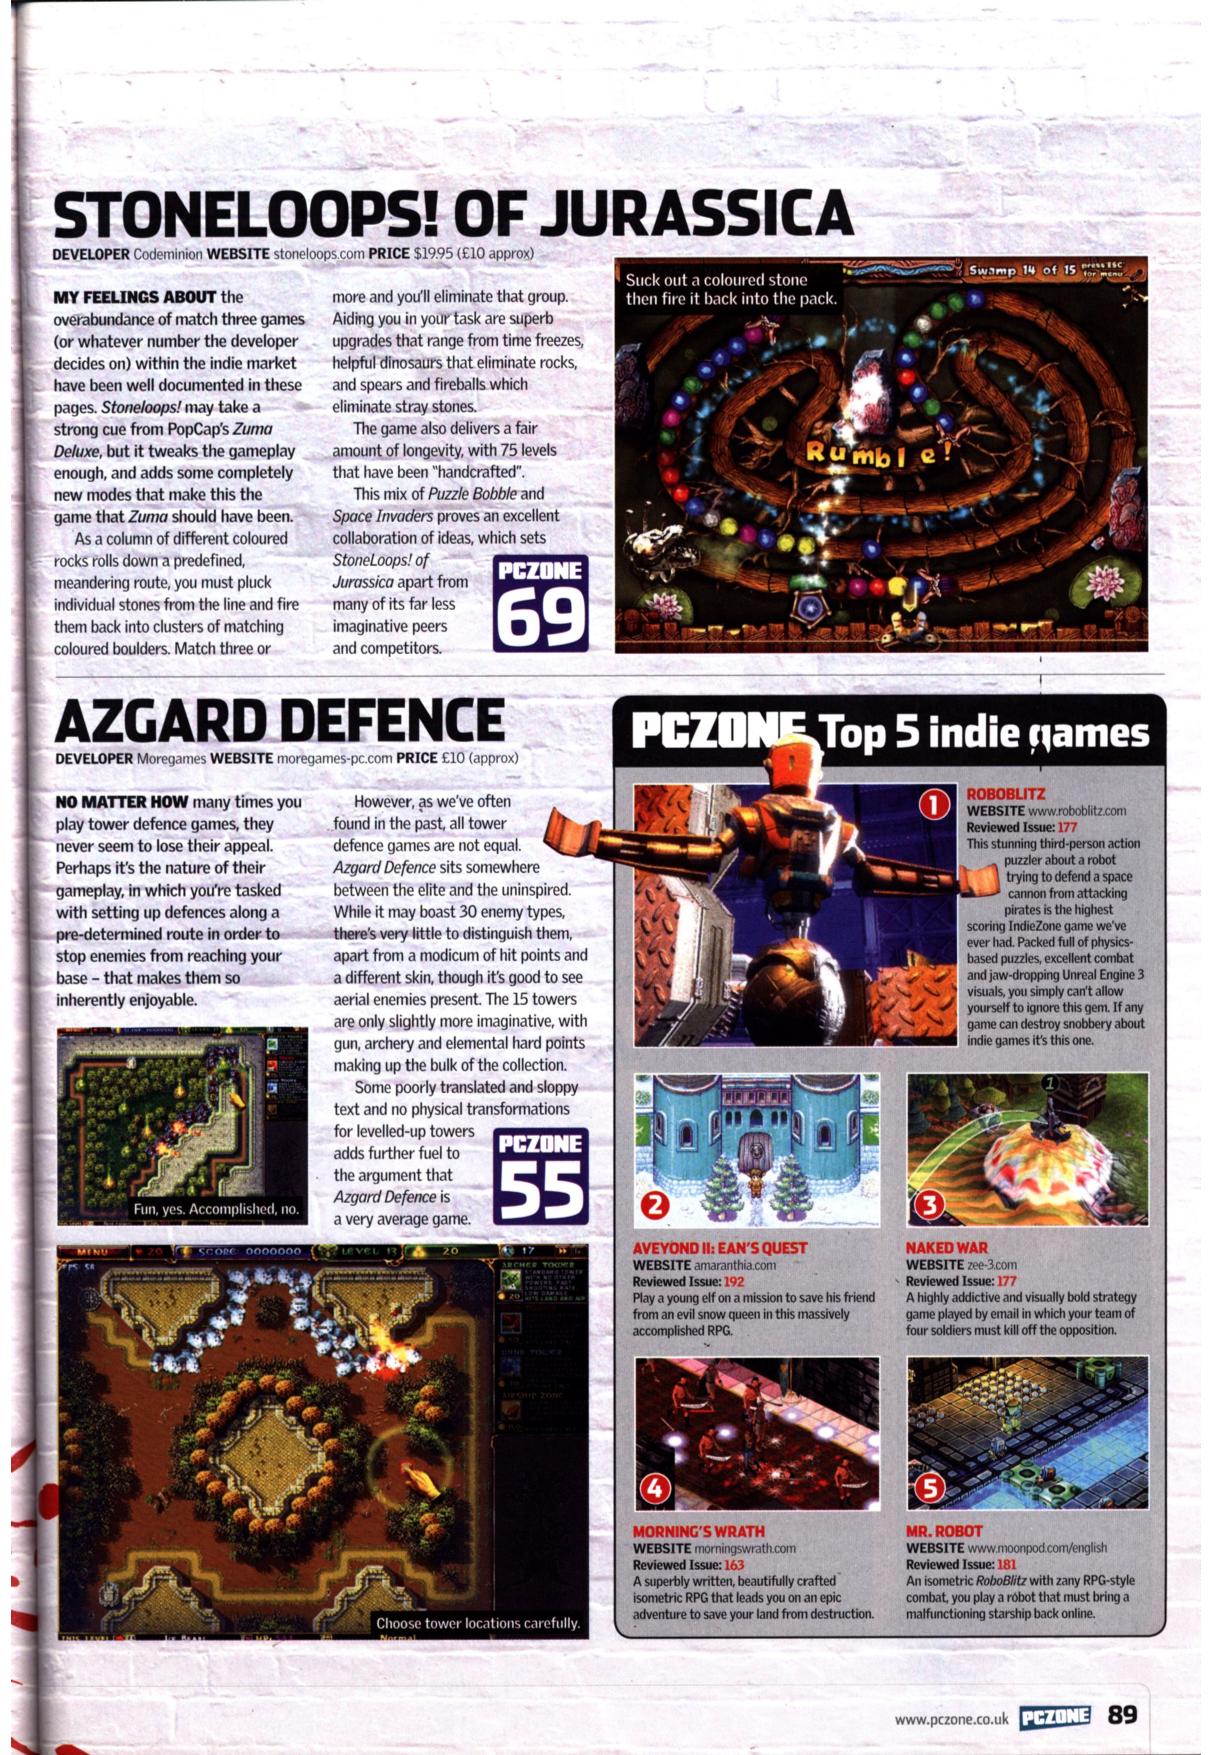 STONELOOPS! OF JURASSICA
DEVELOPER Codeminion WEBSITE stoneloops.com PRICE $19.95 (£10 approx)
MY FEELINGS ABOUT the
overabundance of match three games
(or whatever number the developer
decides on) within the indie market
have been well documented in these
pages. Stoneloops! may take a
strong cue from PopCap's Zuma
Deluxe, but it tweaks the gameplay
enough, and adds some completely
new modes that make this the
game that Zuma should have been.
As a column of different coloured
rocks rolls down a predefined,
meandering route, you must pluck
individual stones from the line and fire
them back into clusters of matching
coloured boulders. Match three or
more and you'll eliminate that group.
Aiding you in your task are superb
upgrades that range from time freezes,
helpful dinosaurs that eliminate rocks,
and spears and fireballs which
eliminate stray stones.
The game also delivers a fair
amount of longevity, with 75 levels
that have been "handcrafted".
This mix of Puzzle Bobble and
Space Invaders proves an excellent
collaboration of ideas, which sets
StoneLoops! of
Jurassica apart from
many of its far less
imaginative peers
and competitors.
PCZONE
69
Suck out a coloured stone
then fire it back into the pack.
Swamp 14 of 15
press ESC
for menu
Rumble!
AZGARD DEFENCE
DEVELOPER Moregames WEBSITE moregames-pc.com PRICE £10 (approx)
NO MATTER HOW many times you
play tower defence games, they
never seem to lose their appeal.
Perhaps it's the nature of their
gameplay, in which you're tasked
with setting up defences along a
pre-determined route in order to
stop enemies from reaching your
base – that makes them so
inherently enjoyable.
Fun, yes. Accomplished, no.
However, as we've often
found in the past, all tower
defence games are not equal.
Azgard Defence sits somewhere
between the elite and the uninspired.
While it may boast 30 enemy types,
there's very little to distinguish them,
apart from a modicum of hit points and
a different skin, though it's good to see
aerial enemies present. The 15 towers
are only slightly more imaginative, with
gun, archery and elemental hard points
making up the bulk of the collection.
Some poorly translated and sloppy
text and no physical transformations
for levelled-up towers
adds further fuel to
the argument that
Azgard Defence is
a very average game.
PCZONE
55
MENU 20 SCORE: 0000000 LEVEL 13 20 17
ARCHER TOWER
STANDARD TOWER
WITH NO OTHER
POWERS. FAST
SHOOTING RATE
LOW DAMAGE
HITS LAND AND AIR
20
Choose tower locations carefully.
Normal
PCZONE Top 5 indie games
1
ROBOBLITZ
WEBSITE www.roboblitz.com
Reviewed Issue: 177
This stunning third-person action
puzzler about a robot
trying to defend a space
cannon from attacking
pirates is the highest
scoring IndieZone game we've
ever had. Packed full of physics-
based puzzles, excellent combat
and jaw-dropping Unreal Engine 3
visuals, you simply can't allow
yourself to ignore this gem. If any
game can destroy snobbery about
indie games it's this one.
2
AVEYOND II: EAN'S QUEST
WEBSITE amaranthia.com
Reviewed Issue: 192
Play a young elf on a mission to save his friend
from an evil snow queen in this massively
accomplished RPG.
1
3
NAKED WAR
WEBSITE zee-3.com
Reviewed Issue: 177
A highly addictive and visually bold strategy
game played by email in which your team of
four soldiers must kill off the opposition.
4
MORNING'S WRATH
WEBSITE morningswrath.com
Reviewed Issue: 163
A superbly written, beautifully crafted
isometric RPG that leads you on an epic
adventure to save your land from destruction.
5
MR. ROBOT
WEBSITE www.moonpod.com/english
Reviewed Issue: 181
An isometric RoboBlitz with zany RPG-style
combat, you play a robot that must bring a
malfunctioning starship back online.
www.pczone.co.uk PCZONE 89